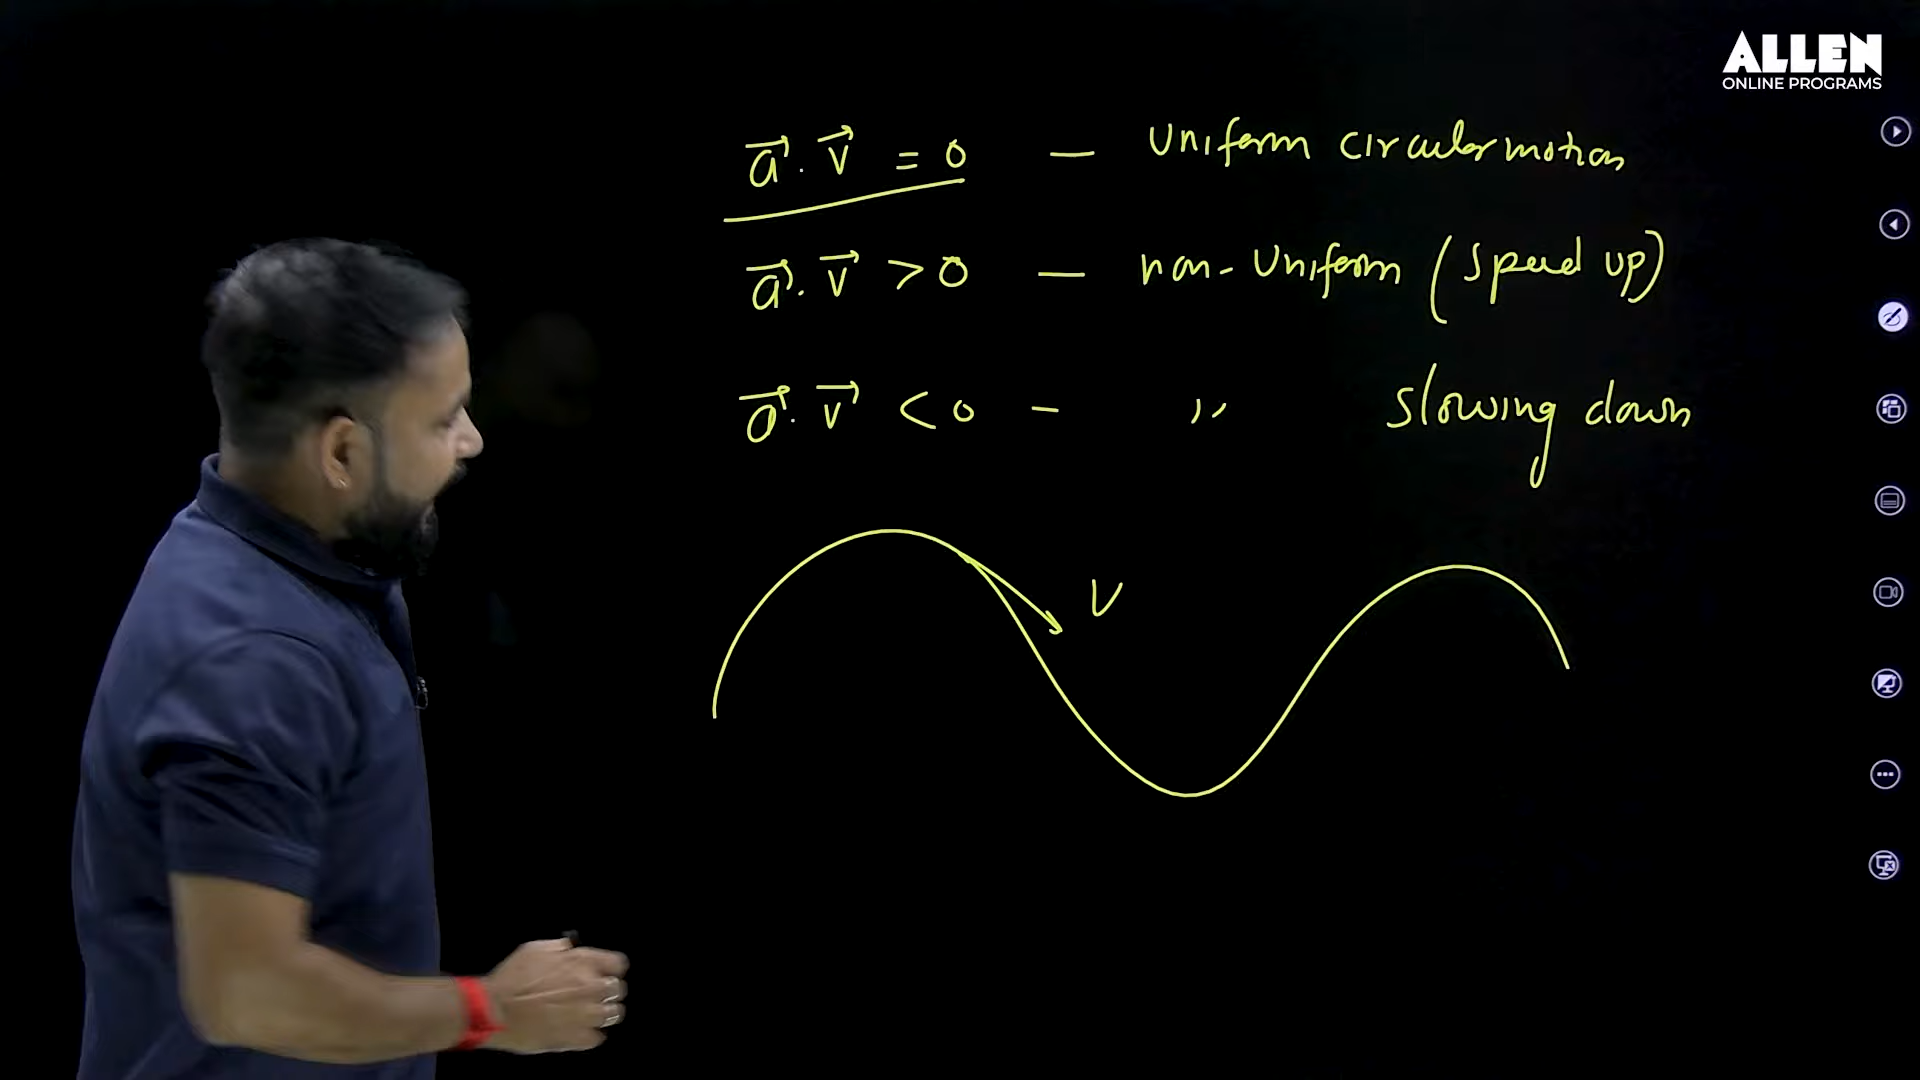 ALLEN
ONLINE PROGRAMS
a⃗ . v⃗ = 0 — Uniform circular motion
a⃗ . v⃗ > 0 — non-Uniform (Speed up)
a⃗ . v⃗ < 0 - ,, Slowing down
V